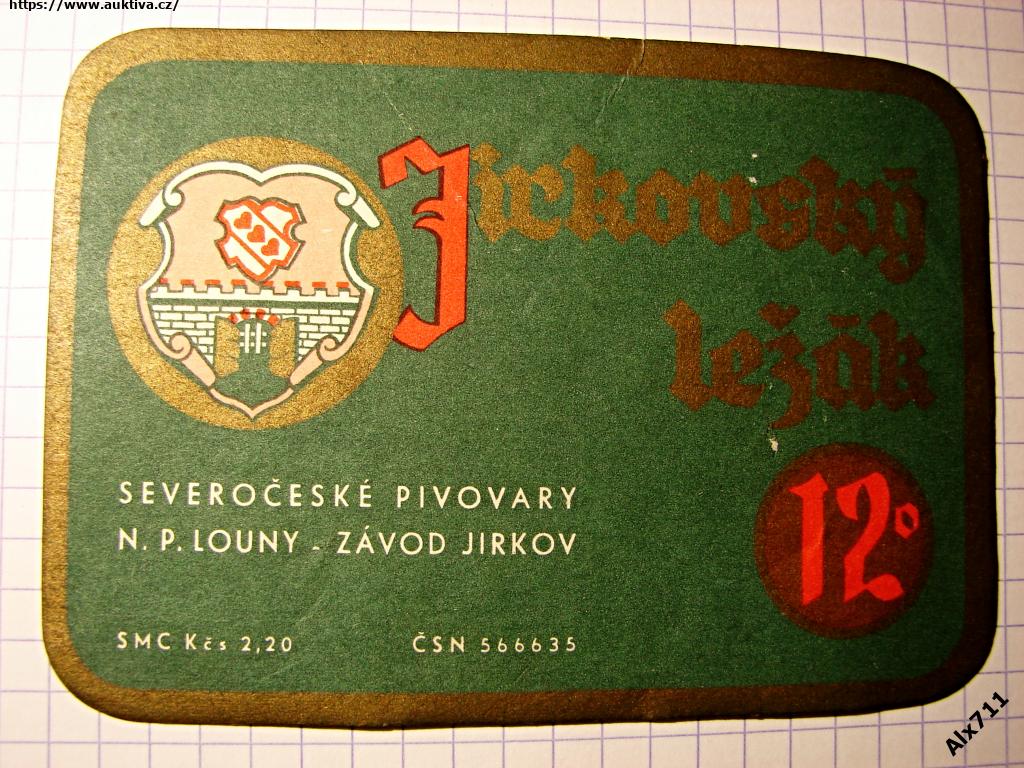 https://www.auktiva.cz/
Jirkovský
ležák
12°
SEVEROČESKÉ PIVOVARY
N. P. LOUNY - ZÁVOD JIRKOV
SMC Kčs 2,20 ČSN 566635
Alx711